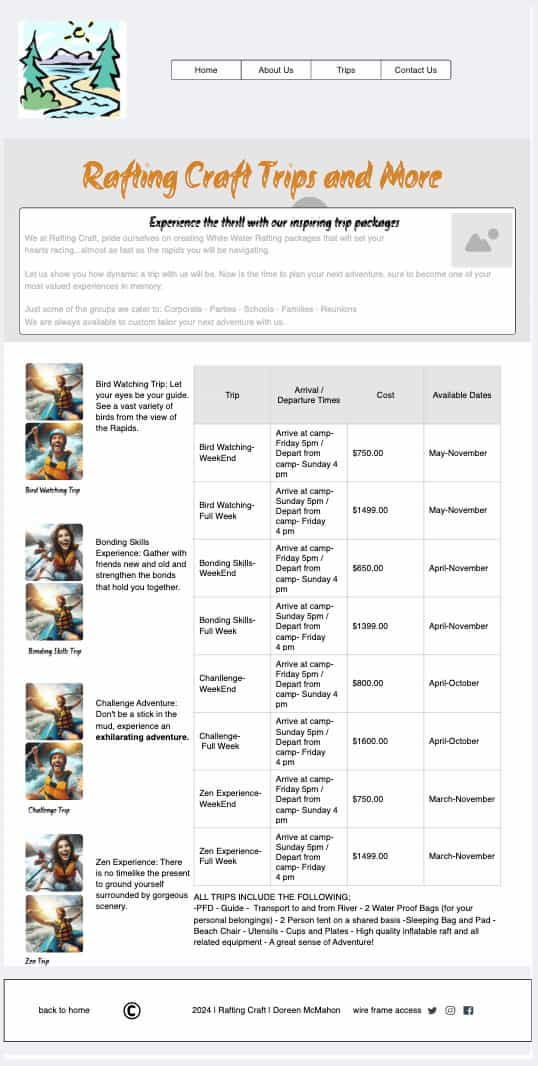 Home
About Us
Trips
Contact Us
Rafting Craft Trips and More
Experience the thrill with our inspiring trip packages
We at Rafting Craft, pride ourselves on creating White Water Rafting packages that will set your
hearts racing...almost as fast as the rapids you will be navigating.
Let us show you how dynamic a trip with us will be. Now is the time to plan your next adventure, sure to become one of your
most valued experiences in memory.
Just some of the groups we cater to: Corporate - Parties - Schools - Families - Reunions
We are always available to custom tailor your next adventure with us.
Bird Watching Trip: Let
your eyes be your guide.
See a vast variety of
birds from the view of
the Rapids.
Bird Watching Trip
Bonding Skills
Experience: Gather with
friends new and old and
strengthen the bonds
that hold you together.
Bonding Skills Trip
Challenge Adventure:
Don't be a stick in the
mud, experience an
exhilarating adventure.
Challenge Trip
Zen Experience: There
is no timelike the present
to ground yourself
surrounded by gorgeous
scenery.
Zen Trip
Trip
Arrival /
Departure Times
Cost
Available Dates
Bird Watching-
WeekEnd
Arrive at camp-
Friday 5pm /
Depart from
camp- Sunday 4
pm
$750.00
May-November
Bird Watching-
Full Week
Arrive at camp-
Sunday 5pm /
Depart from
camp- Friday
4 pm
$1499.00
May-November
Bonding Skills-
WeekEnd
Arrive at camp-
Friday 5pm /
Depart from
camp- Sunday 4
pm
$650.00
April-November
Bonding Skills-
Full Week
Arrive at camp-
Sunday 5pm /
Depart from
camp- Friday
4 pm
$1399.00
April-November
Chanllenge-
WeekEnd
Arrive at camp-
Friday 5pm /
Depart from
camp- Sunday 4
pm
$800.00
April-October
Challenge-
Full Week
Arrive at camp-
Sunday 5pm /
Depart from
camp- Friday
4 pm
$1600.00
April-October
Zen Experience-
WeekEnd
Arrive at camp-
Friday 5pm /
Depart from
camp- Sunday 4
pm
$750.00
March-November
Zen Experience-
Full Week
Arrive at camp-
Sunday 5pm /
Depart from
camp- Friday
4 pm
$1499.00
March-November
ALL TRIPS INCLUDE THE FOLLOWING;
-PFD - Guide - Transport to and from River - 2 Water Proof Bags (for your
personal belongings) - 2 Person tent on a shared basis -Sleeping Bag and Pad -
Beach Chair - Utensils - Cups and Plates - High quality inflatable raft and all
related equipment - A great sense of Adventure!
back to home
©
2024 | Rafting Craft | Doreen McMahon
wire frame access